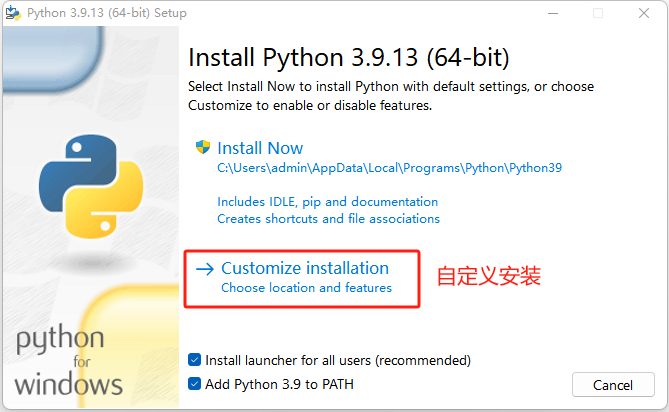 Python 3.9.13 (64-bit) Setup
Install Python 3.9.13 (64-bit)
Select Install Now to install Python with default settings, or choose
Customize to enable or disable features.
Install Now
C:\Users\admin\AppData\Local\Programs\Python\Python39
Includes IDLE, pip and documentation
Creates shortcuts and file associations
Customize installation
Choose location and features
自定义安装
python
for
windows
Install launcher for all users (recommended)
Add Python 3.9 to PATH
Cancel